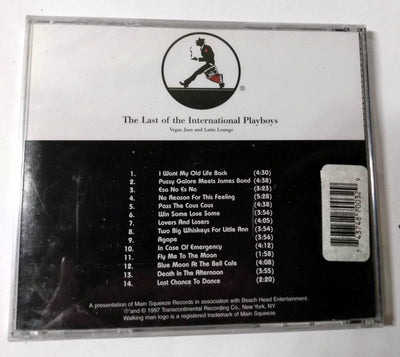 ®
The Last of the International Playboys
Vegas Jazz and Latin Lounge
1. I Want My Old Life Back (4:30)
2. Pussy Galore Meets James Bond (4:38)
3. Esa No Es No (3:23)
4. No Reason For This Feeling (5:28)
5. Pass The Cous Cous (4:38)
6. Win Some Lose Some (3:56)
7. Lovers And Losers (4:03)
8. Two Big Whiskeys For Little Ann (3:54)
9. Agape (3:56)
10. In Case Of Emergency (4:12)
11. Fly Me To The Moon (1:58)
12. Blue Moon At The Bell Cafe (4:08)
13. Death In The Afternoon (3:55)
14. Last Chance To Dance (2:20)
A presentation of Main Squeeze Records in association with Beach Head Entertainment.
℗and © 1997 Transcontinental Recording Co., New York, NY.
Walking man logo is a registered trademark of Main Squeeze.